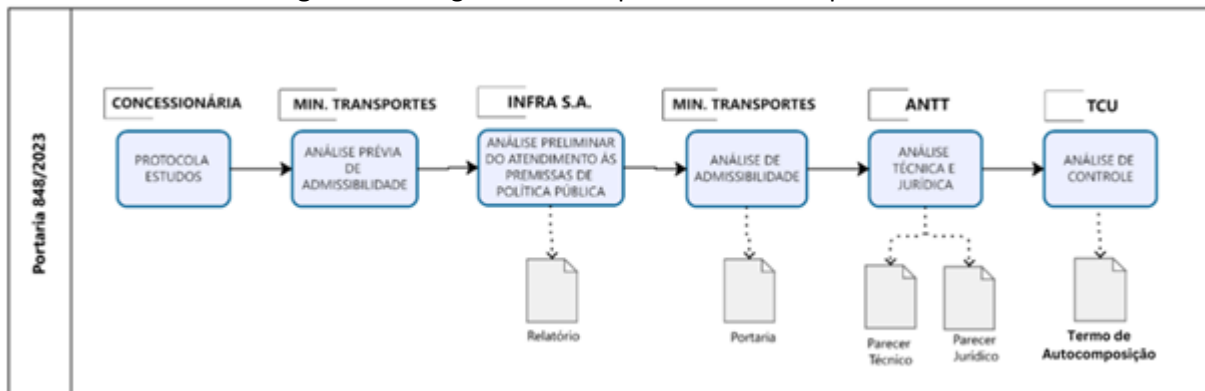 Portaria 848/2023
CONCESSIONÁRIA
PROTOCOLA
ESTUDOS
MIN. TRANSPORTES
ANÁLISE PRÉVIA
DE
ADMISSIBILIDADE
INFRA S.A.
ANÁLISE PRELIMINAR
DO ATENDIMENTO ÀS
PREMISSAS DE
POLÍTICA PÚBLICA
Relatório
MIN. TRANSPORTES
ANÁLISE DE
ADMISSIBILIDADE
Portaria
ANTT
ANÁLISE
TÉCNICA E
JURÍDICA
Parecer
Técnico
Parecer
Jurídico
TCU
ANÁLISE DE
CONTROLE
Termo de
Autocomposição